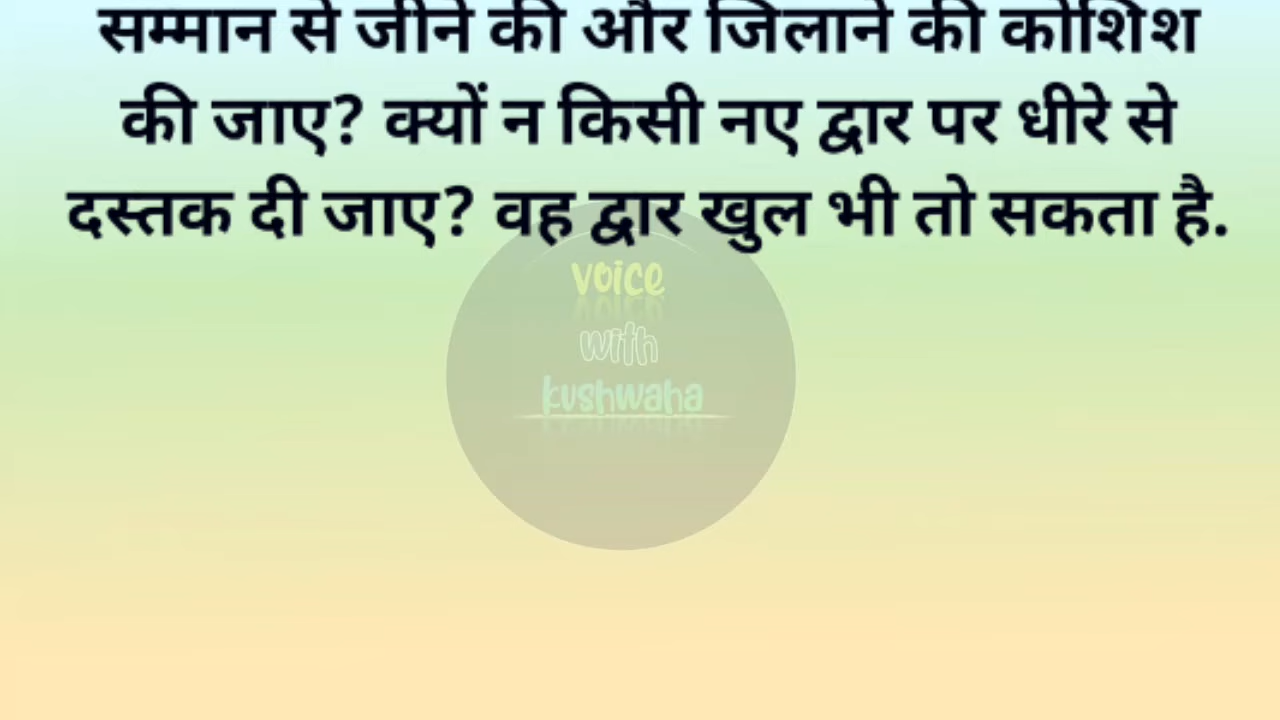 सम्मान से जीने की और जिलाने की कोशिश
की जाए? क्यों न किसी नए द्वार पर धीरे से
दस्तक दी जाए? वह द्वार खुल भी तो सकता है.
voice
with
kushwaha